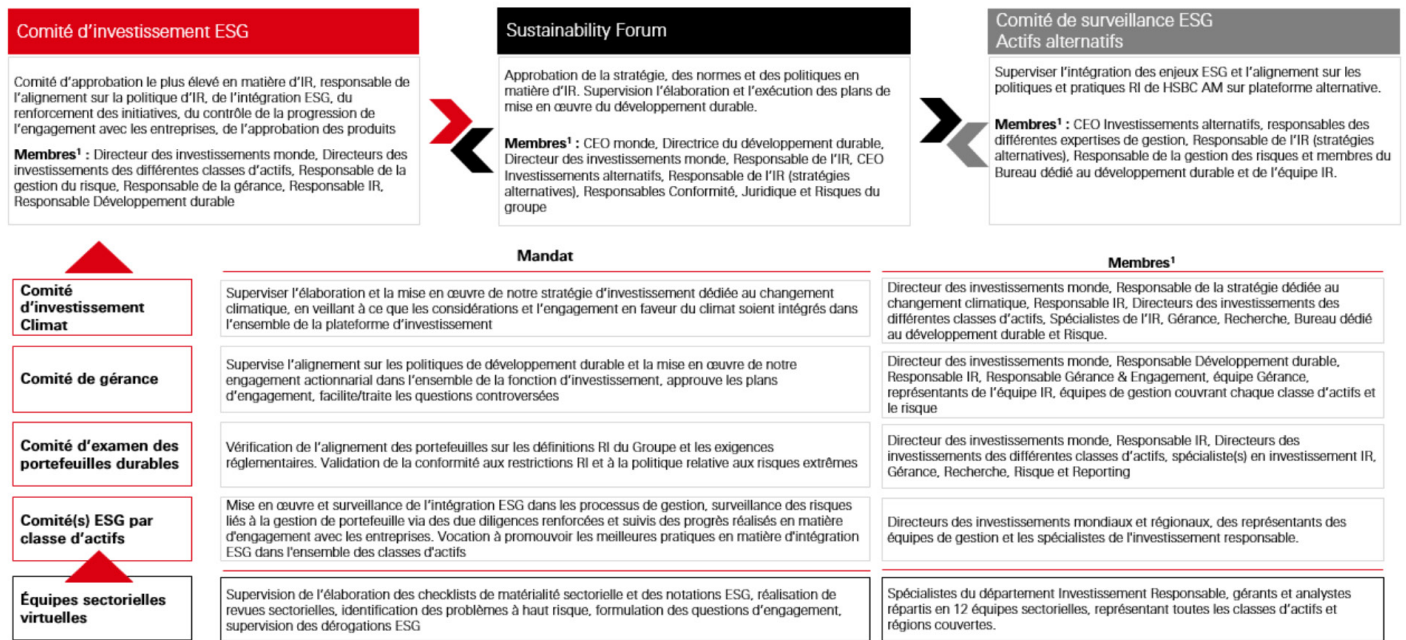 Comité d'investissement ESG
Comité d'approbation le plus élevé en matière d'IR, responsable de
l'alignement sur la politique d'IR, de l'intégration ESG, du
renforcement des initiatives, du contrôle de la progression de
l'engagement avec les entreprises, de l'approbation des produits
Membres¹ : Directeur des investissements monde, Directeurs des
investissements des différentes classes d'actifs, Responsable de la
gestion du risque, Responsable de la gérance, Responsable IR,
Responsable Développement durable
Sustainability Forum
Approbation de la stratégie, des normes et des politiques en
matière d'IR. Supervision l'élaboration et l'exécution des plans de
mise en œuvre du développement durable.
Membres¹ : CEO monde, Directrice du développement durable,
Directeur des investissements monde, Responsable de l'IR, CEO
Investissements alternatifs, Responsable de l'IR (stratégies
alternatives), Responsables Conformité, Juridique et Risques du
groupe
Comité de surveillance ESG
Actifs alternatifs
Superviser l'intégration des enjeux ESG et l'alignement sur les
politiques et pratiques RI de HSBC AM sur plateforme alternative.
Membres¹ : CEO Investissements alternatifs, responsables des
différentes expertises de gestion, Responsable de l'IR (stratégies
alternatives), Responsable de la gestion des risques et membres du
Bureau dédié au développement durable et de l'équipe IR.
Mandat
Membres¹
Comité
d'investissement
Climat
Superviser l'élaboration et la mise en œuvre de notre stratégie d'investissement dédiée au changement
climatique, en veillant à ce que les considérations et l'engagement en faveur du climat soient intégrés dans
l'ensemble de la plateforme d'investissement
Directeur des investissements monde, Responsable de la stratégie dédiée au
changement climatique, Responsable IR, Directeurs des investissements des
différentes classes d'actifs, Spécialistes de l'IR, Gérance, Recherche, Bureau dédié
au développement durable et Risque.
Comité de gérance
Supervise l'alignement sur les politiques de développement durable et la mise en œuvre de notre
engagement actionnarial dans l'ensemble de la fonction d'investissement, approuve les plans
d'engagement, facilite/traite les questions controversées
Directeur des investissements monde, Responsable Développement durable,
Responsable IR, Responsable Gérance & Engagement, équipe Gérance,
représentants de l'équipe IR, équipes de gestion couvrant chaque classe d'actifs et
le risque
Comité d'examen des
portefeuilles durables
Vérification de l'alignement des portefeuilles sur les définitions RI du Groupe et les exigences
réglementaires. Validation de la conformité aux restrictions RI et à la politique relative aux risques extrêmes
Directeur des investissements monde, Responsable IR, Directeurs des
investissements des différentes classes d'actifs, spécialiste(s) en investissement IR,
Gérance, Recherche, Risque et Reporting
Comité(s) ESG par
classe d'actifs
Mise en œuvre et surveillance de l'intégration ESG dans les processus de gestion, surveillance des risques
liés à la gestion de portefeuille via des due diligences renforcées et suivis des progrès réalisés en matière
d'engagement avec les entreprises. Vocation à promouvoir les meilleures pratiques en matière d'intégration
ESG dans l'ensemble des classes d'actifs
Directeurs des investissements mondiaux et régionaux, des représentants des
équipes de gestion et les spécialistes de l'investissement responsable.
Équipes sectorielles
virtuelles
Supervision de l'élaboration des checklists de matérialité sectorielle et des notations ESG, réalisation de
revues sectorielles, identification des problèmes à haut risque, formulation des questions d'engagement,
supervision des dérogations ESG
Spécialistes du département Investissement Responsable, gérants et analystes
répartis en 12 équipes sectorielles, représentant toutes les classes d'actifs et
régions couvertes.